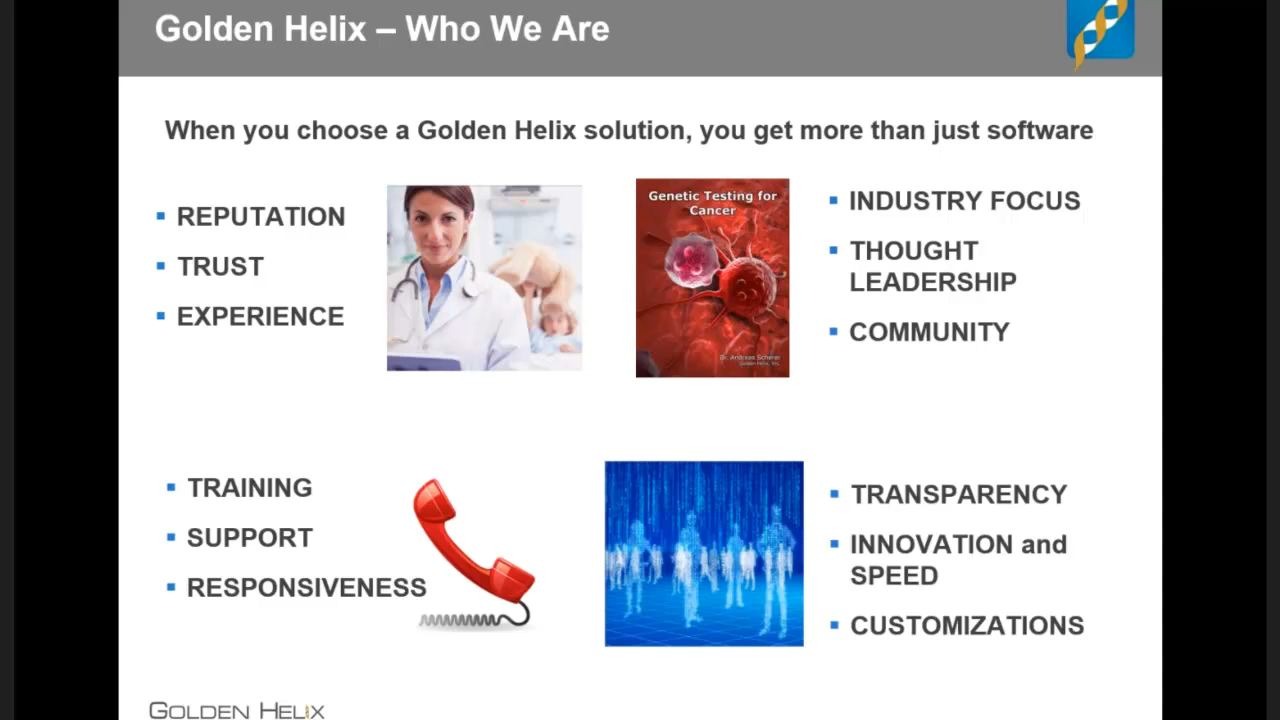 Golden Helix – Who We Are
When you choose a Golden Helix solution, you get more than just software
REPUTATION
TRUST
EXPERIENCE
Genetic Testing for
Cancer
Dr. Andreas Scherer
Golden Helix, Inc.
INDUSTRY FOCUS
THOUGHT
LEADERSHIP
COMMUNITY
TRAINING
SUPPORT
RESPONSIVENESS
TRANSPARENCY
INNOVATION and
SPEED
CUSTOMIZATIONS
GOLDEN HELIX